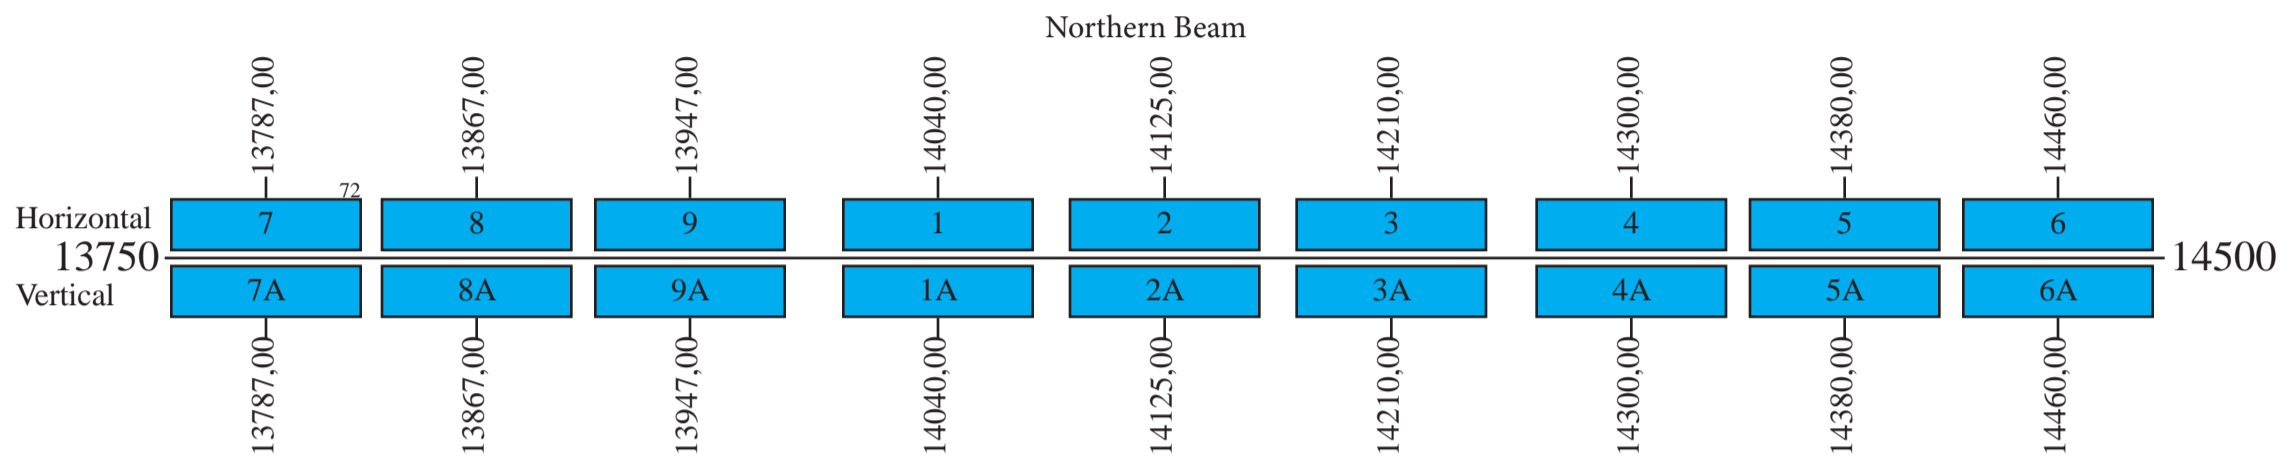 Northern Beam
13787,00 13867,00 13947,00 14040,00 14125,00 14210,00 14300,00 14380,00 14460,00
72
Horizontal 7 8 9 1 2 3 4 5 6
13750 14500
Vertical 7A 8A 9A 1A 2A 3A 4A 5A 6A
13787,00 13867,00 13947,00 14040,00 14125,00 14210,00 14300,00 14380,00 14460,00